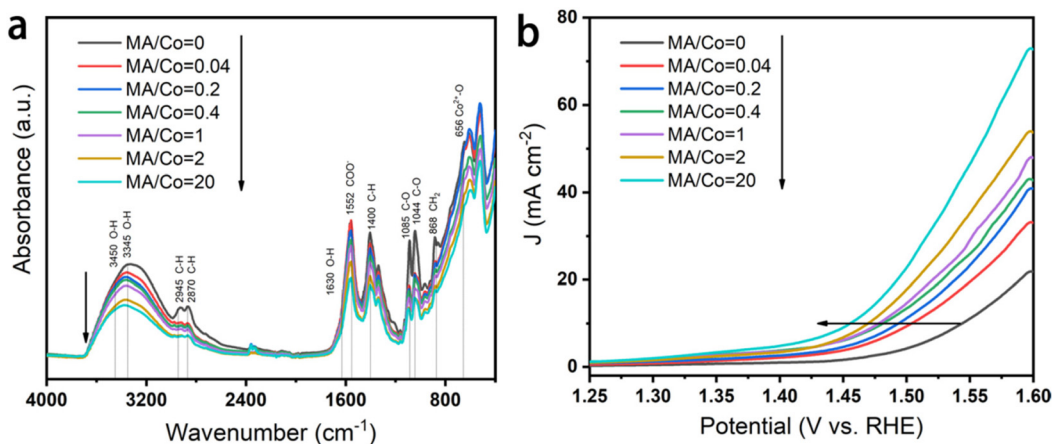 a
MA/Co=0
MA/Co=0.04
MA/Co=0.2
MA/Co=0.4
MA/Co=1
MA/Co=2
MA/Co=20
3450 O-H
3345 O-H
2945 C-H
2870 C-H
1630 O-H
1552 COO⁻
1400 C-H
1085 C-O
1044 C-O
868 CH₂
656 Co²⁺-O
Absorbance (a.u.)
4000 3200 2400 1600 800
Wavenumber (cm⁻¹)
b
MA/Co=0
MA/Co=0.04
MA/Co=0.2
MA/Co=0.4
MA/Co=1
MA/Co=2
MA/Co=20
J (mA cm⁻²)
80
60
40
20
0
1.25 1.30 1.35 1.40 1.45 1.50 1.55 1.60
Potential (V vs. RHE)